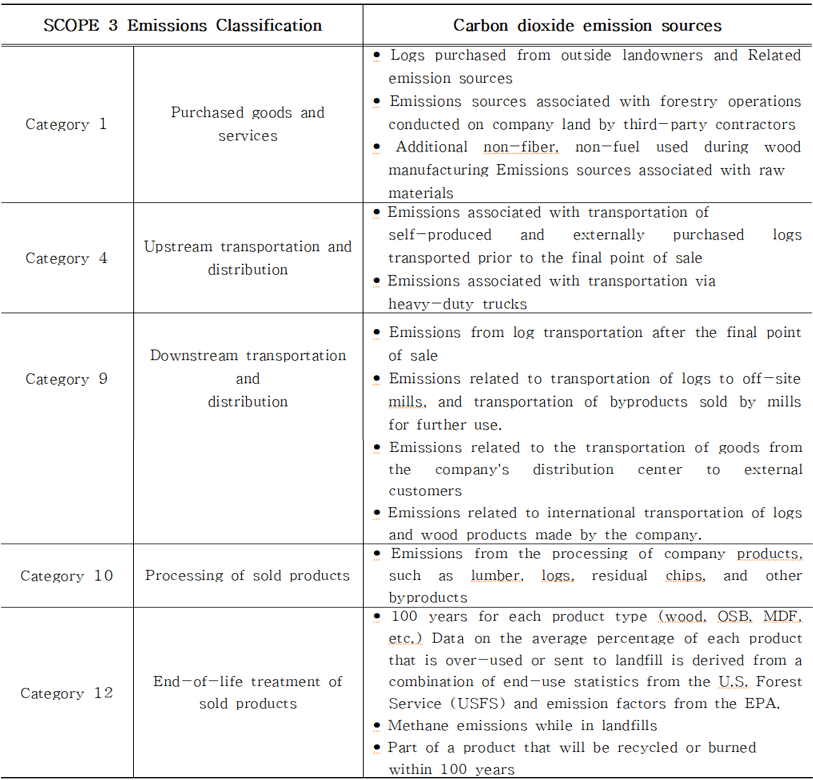 SCOPE 3 Emissions Classification
Carbon dioxide emission sources
Category 1
Purchased goods and
services
• Logs purchased from outside landowners and Related
emission sources
• Emissions sources associated with forestry operations
conducted on company land by third-party contractors
• Additional non-fiber, non-fuel used during wood
manufacturing Emissions sources associated with raw
materials
Category 4
Upstream transportation and
distribution
• Emissions associated with transportation of
self-produced and externally purchased logs
transported prior to the final point of sale
• Emissions associated with transportation via
heavy-duty trucks
Category 9
Downstream transportation
and
distribution
• Emissions from log transportation after the final point
of sale
• Emissions related to transportation of logs to off-site
mills, and transportation of byproducts sold by mills
for further use.
• Emissions related to the transportation of goods from
the company's distribution center to external
customers
• Emissions related to international transportation of logs
and wood products made by the company.
Category 10
Processing of sold products
• Emissions from the processing of company products,
such as lumber, logs, residual chips, and other
byproducts
Category 12
End-of-life treatment of
sold products
• 100 years for each product type (wood, OSB, MDF,
etc.) Data on the average percentage of each product
that is over-used or sent to landfill is derived from a
combination of end-use statistics from the U.S. Forest
Service (USFS) and emission factors from the EPA.
• Methane emissions while in landfills
• Part of a product that will be recycled or burned
within 100 years